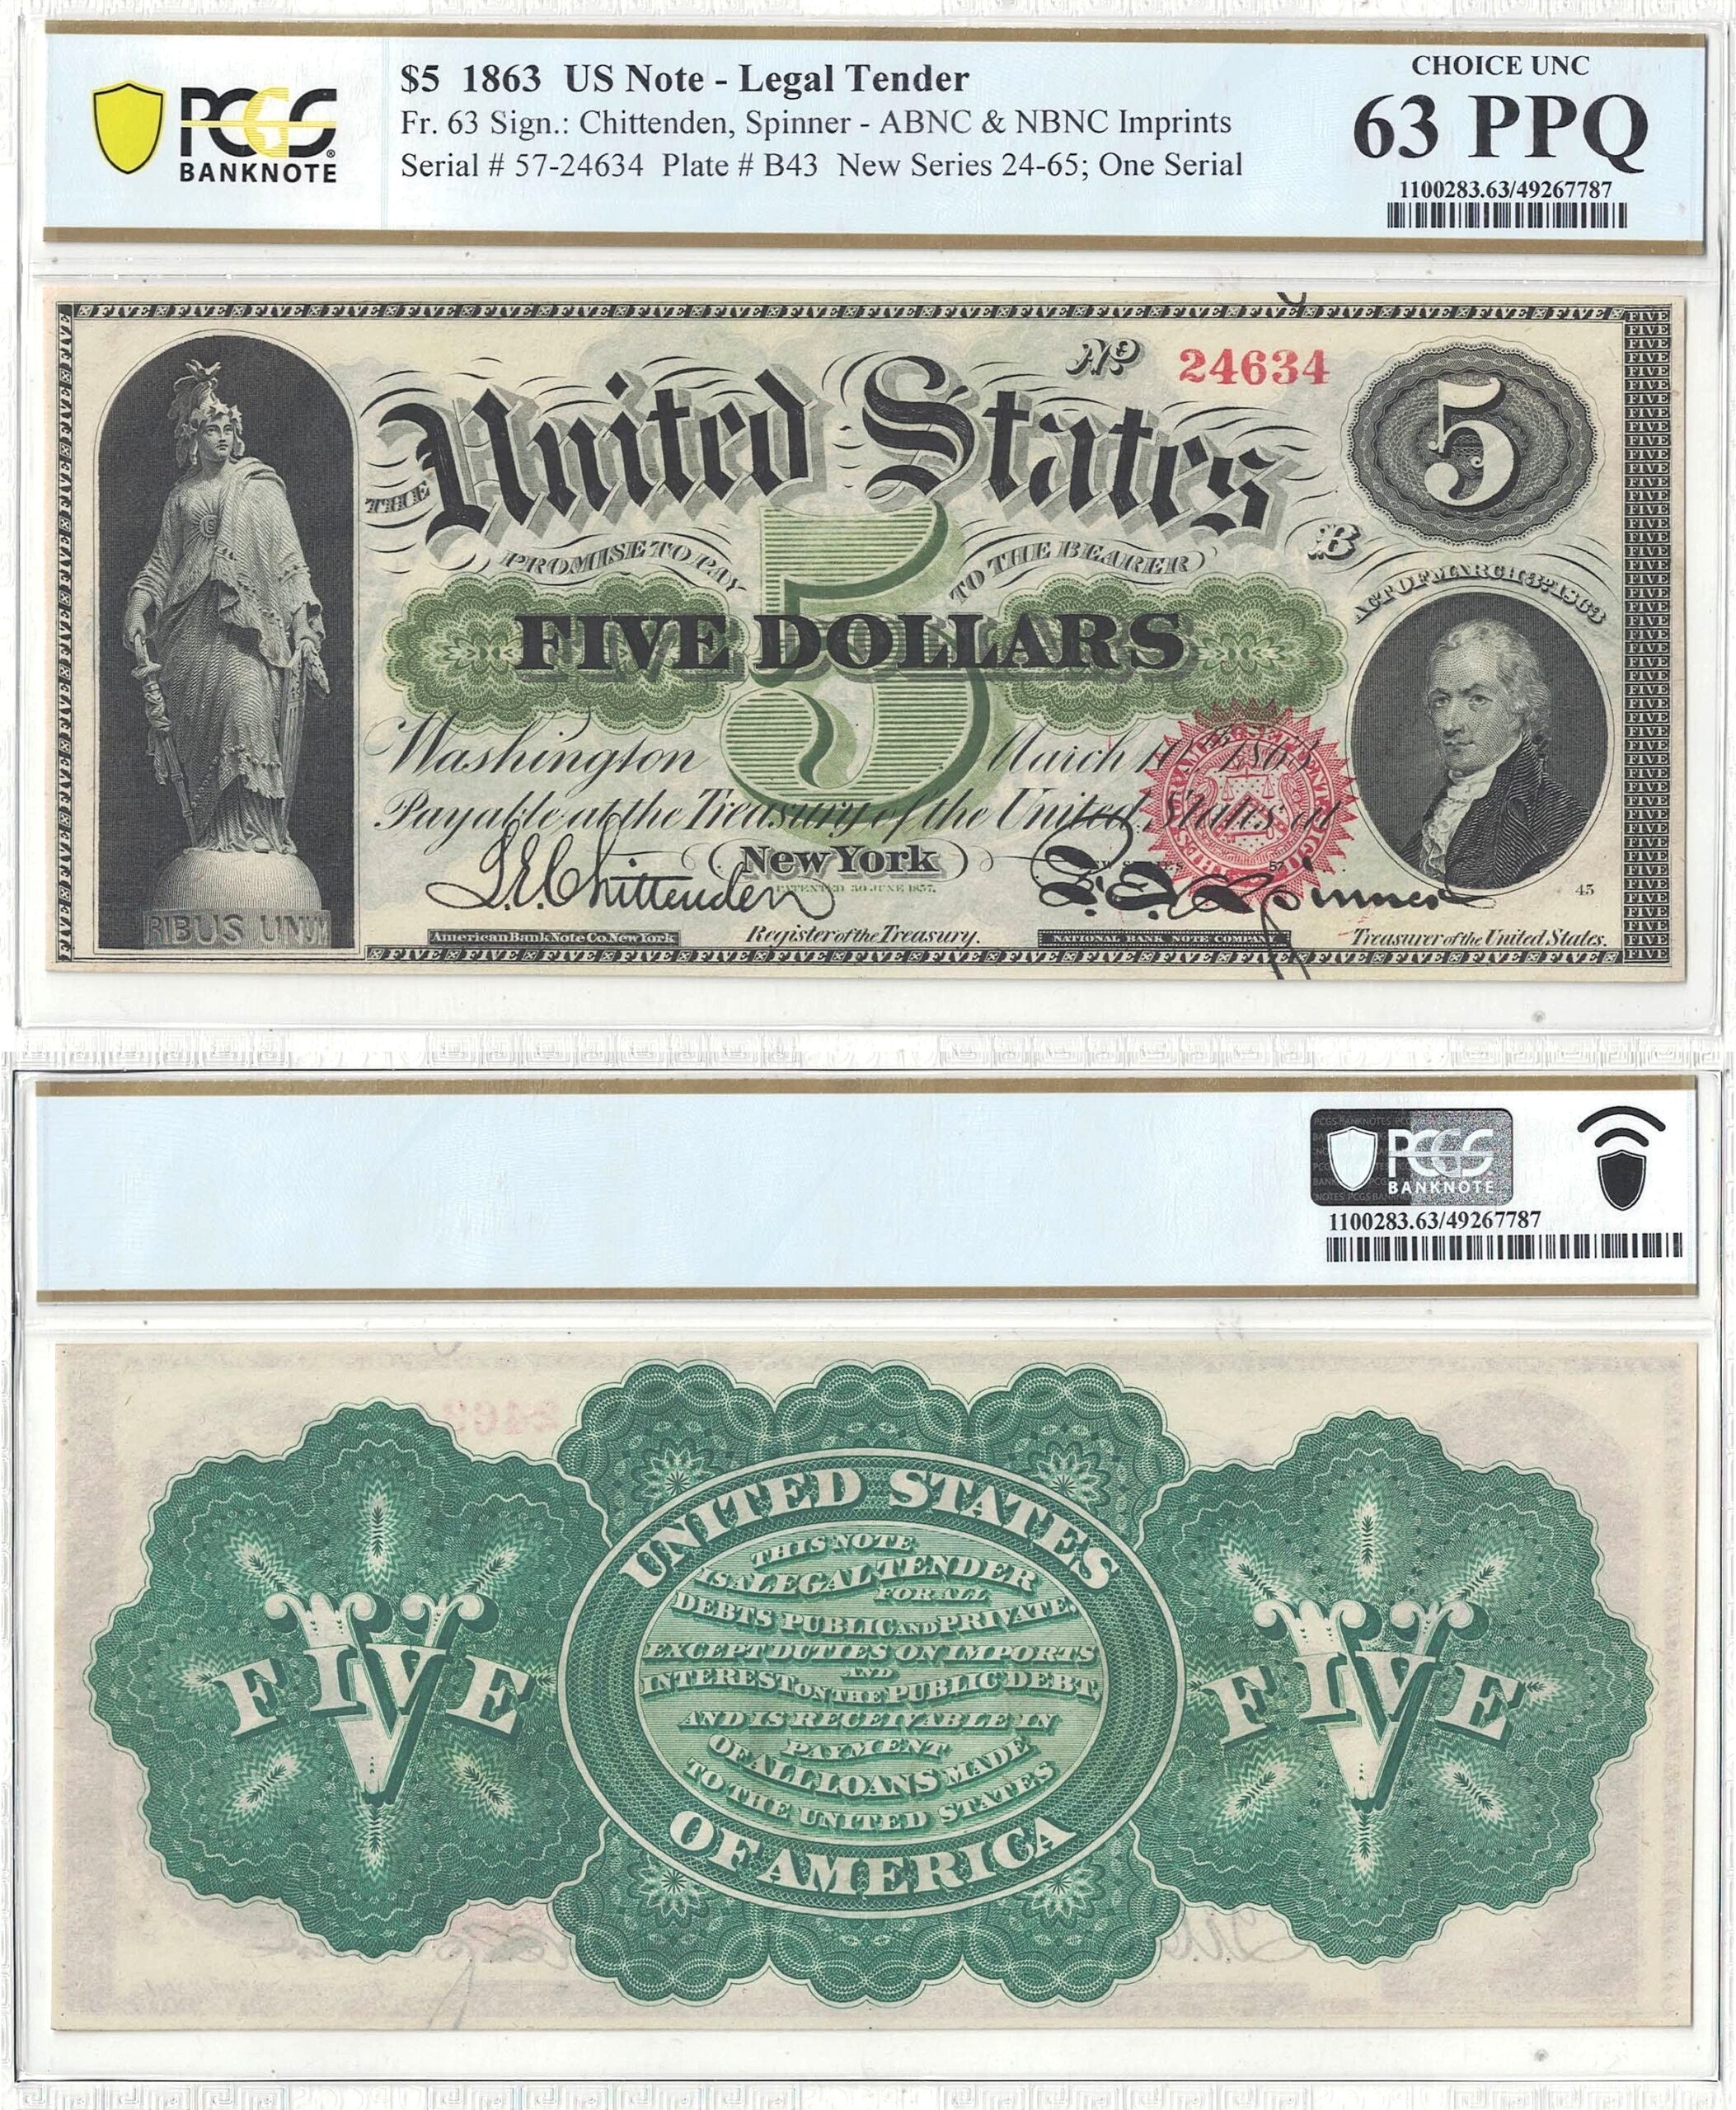 PCGS
BANKNOTE
$5 1863 US Note - Legal Tender
Fr. 63 Sign.: Chittenden, Spinner - ABNC & NBNC Imprints
Serial # 57-24634 Plate # B43 New Series 24-65; One Serial
CHOICE UNC
63 PPQ
1100283.63/49267787
No 24634
THE United States
5
PROMISE TO PAY
TO THE BEARER
B
ACT OF MARCH 3D. 1863
5
FIVE DOLLARS
Washington March 10th 1863
Payable at the Treasury of the United States at
New York
L.E. Chittenden
F.E. Spinner
PATENTED 30 JUNE 1857.
57
43
RIBUS UNUM
American Bank Note Co. New York
Register of the Treasury.
NATIONAL BANK NOTE COMPANY
Treasurer of the United States.
PCGS
BANKNOTE
1100283.63/49267787
UNITED STATES
THIS NOTE
IS A LEGAL TENDER
FOR ALL
DEBTS PUBLIC AND PRIVATE,
EXCEPT DUTIES ON IMPORTS
AND
INTEREST ON THE PUBLIC DEBT,
AND IS RECEIVABLE IN
PAYMENT
OF ALL LOANS MADE
TO THE UNITED STATES
OF AMERICA
V
FIVE
V
FIVE